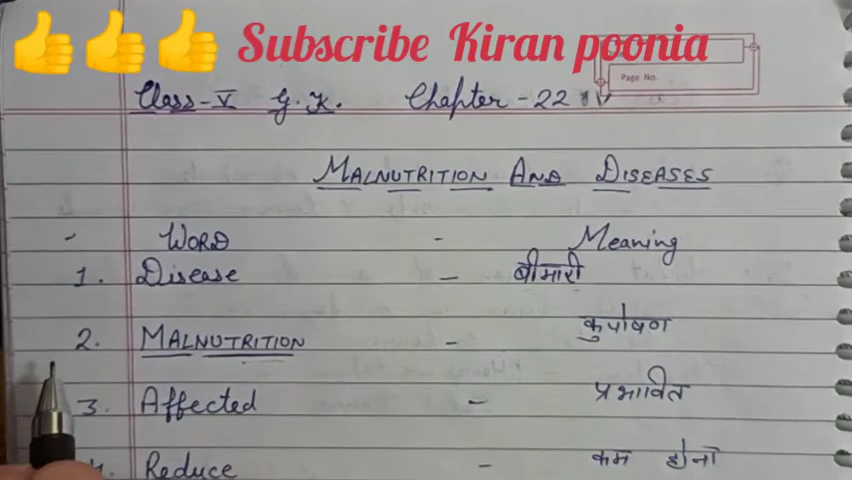 Subscribe Kiran poonia
Page No.
Class-V G.K. Chapter-22
MALNUTRITION AND DISEASES
- WORD - Meaning
1. Disease - बीमारी
2. MALNUTRITION - कुपोषण
3. Affected - प्रभावित
4. Reduce - कम होना